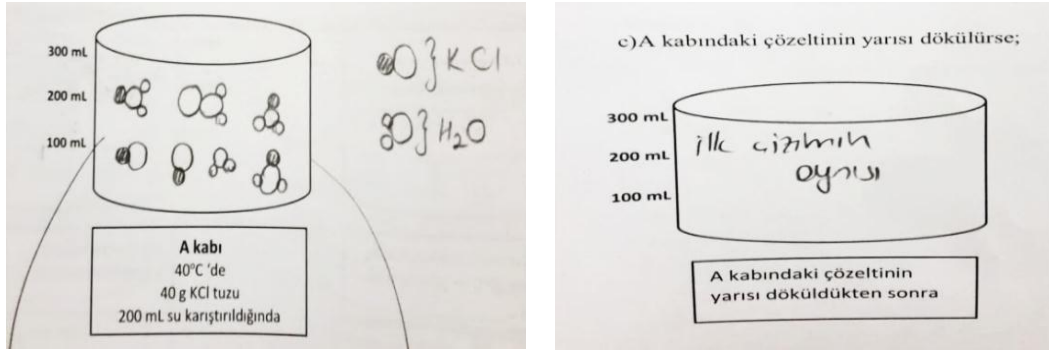 300 mL
200 mL
100 mL
} KCl
} H₂O
A kabı
40°C 'de
40 g KCl tuzu
200 mL su karıştırıldığında
c)A kabındaki çözeltinin yarısı dökülürse;
300 mL
200 mL
100 mL
ilk çizimin
aynısı
A kabındaki çözeltinin
yarısı döküldükten sonra